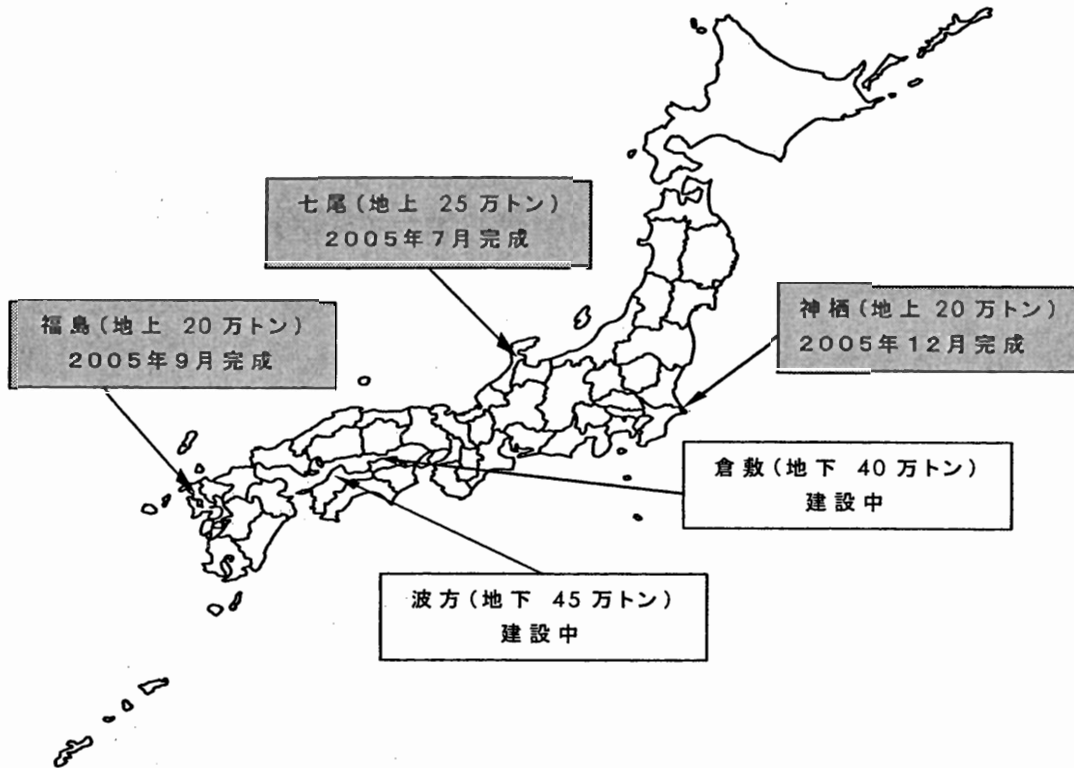 七尾(地上 25万トン)
2005年7月完成
福島(地上 20万トン)
2005年9月完成
神栖(地上 20万トン)
2005年12月完成
倉敷(地下 40万トン)
建設中
波方(地下 45万トン)
建設中